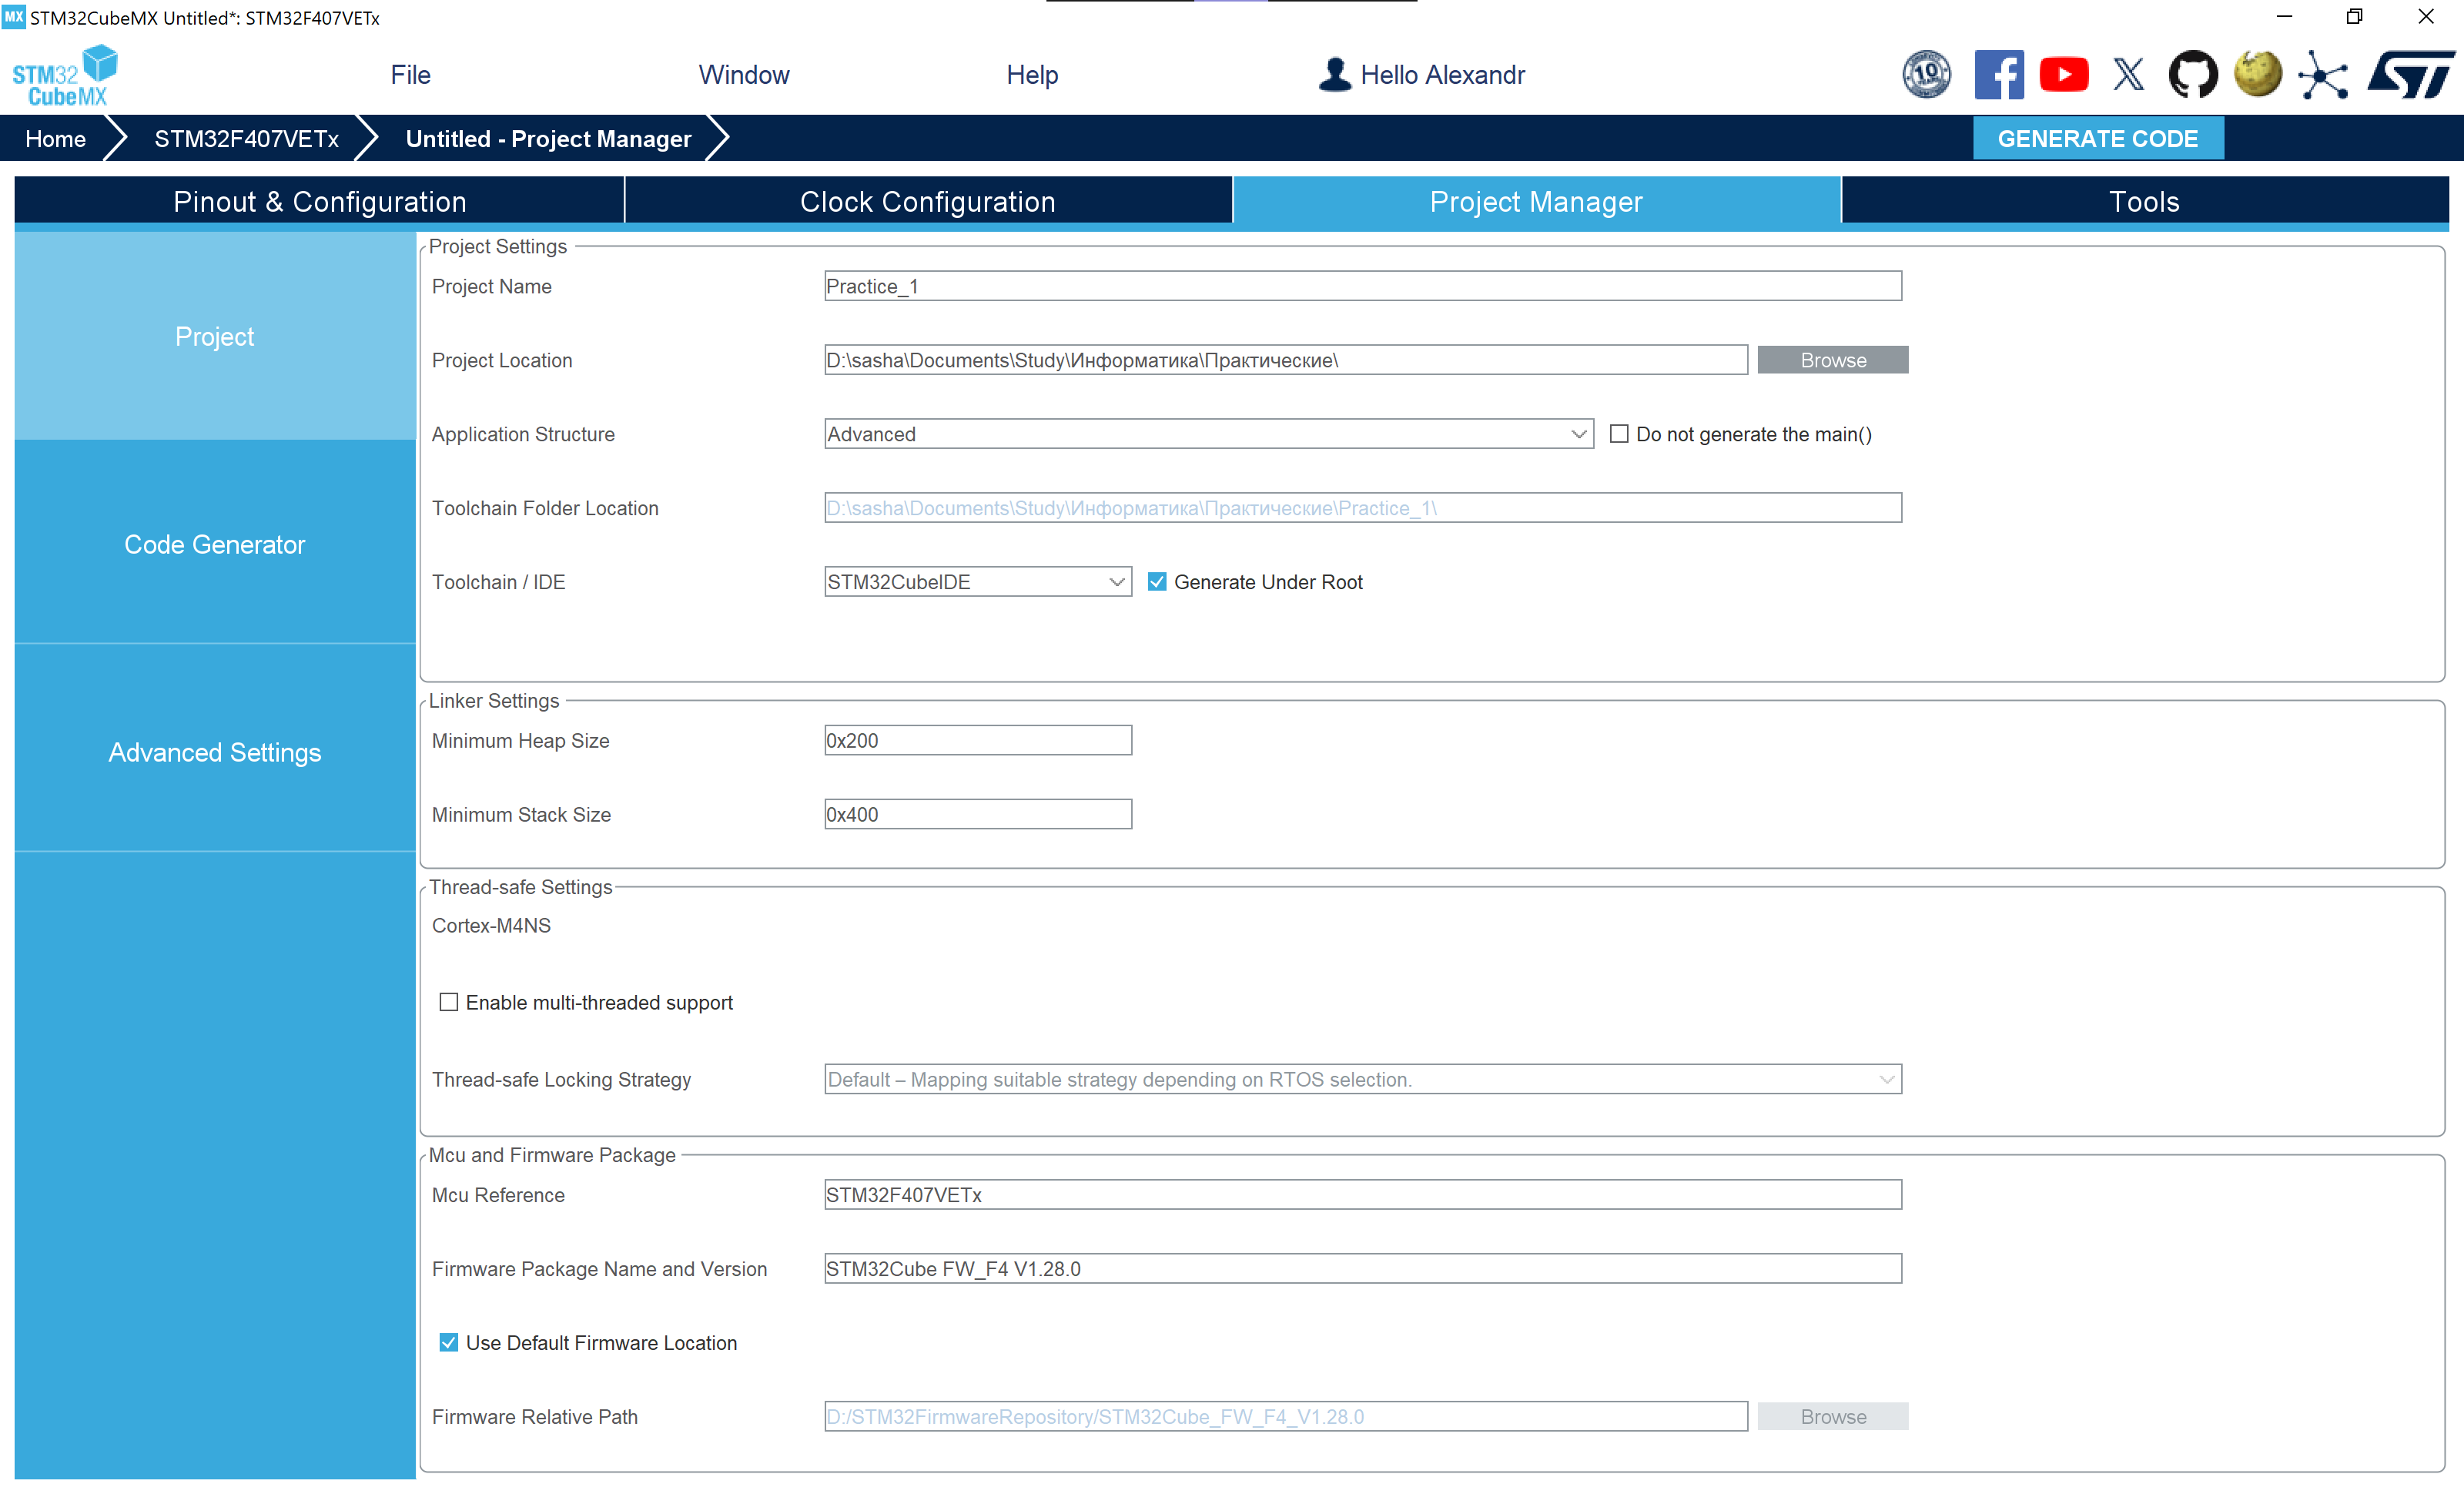 MX STM32CubeMX Untitled*: STM32F407VETx
STM32 CubeMX
File Window Help Hello Alexandr
10
ST
Home STM32F407VETx Untitled - Project Manager GENERATE CODE
Pinout & Configuration Clock Configuration Project Manager Tools
Project
Code Generator
Advanced Settings
Project Settings
Project Name Practice_1
Project Location D:\sasha\Documents\Study\Информатика\Практические\ Browse
Application Structure Advanced Do not generate the main()
Toolchain Folder Location D:\sasha\Documents\Study\Информатика\Практические\Practice_1\
Toolchain / IDE STM32CubeIDE Generate Under Root
Linker Settings
Minimum Heap Size 0x200
Minimum Stack Size 0x400
Thread-safe Settings
Cortex-M4NS
Enable multi-threaded support
Thread-safe Locking Strategy Default – Mapping suitable strategy depending on RTOS selection.
Mcu and Firmware Package
Mcu Reference STM32F407VETx
Firmware Package Name and Version STM32Cube FW_F4 V1.28.0
Use Default Firmware Location
Firmware Relative Path D:/STM32FirmwareRepository/STM32Cube_FW_F4_V1.28.0 Browse